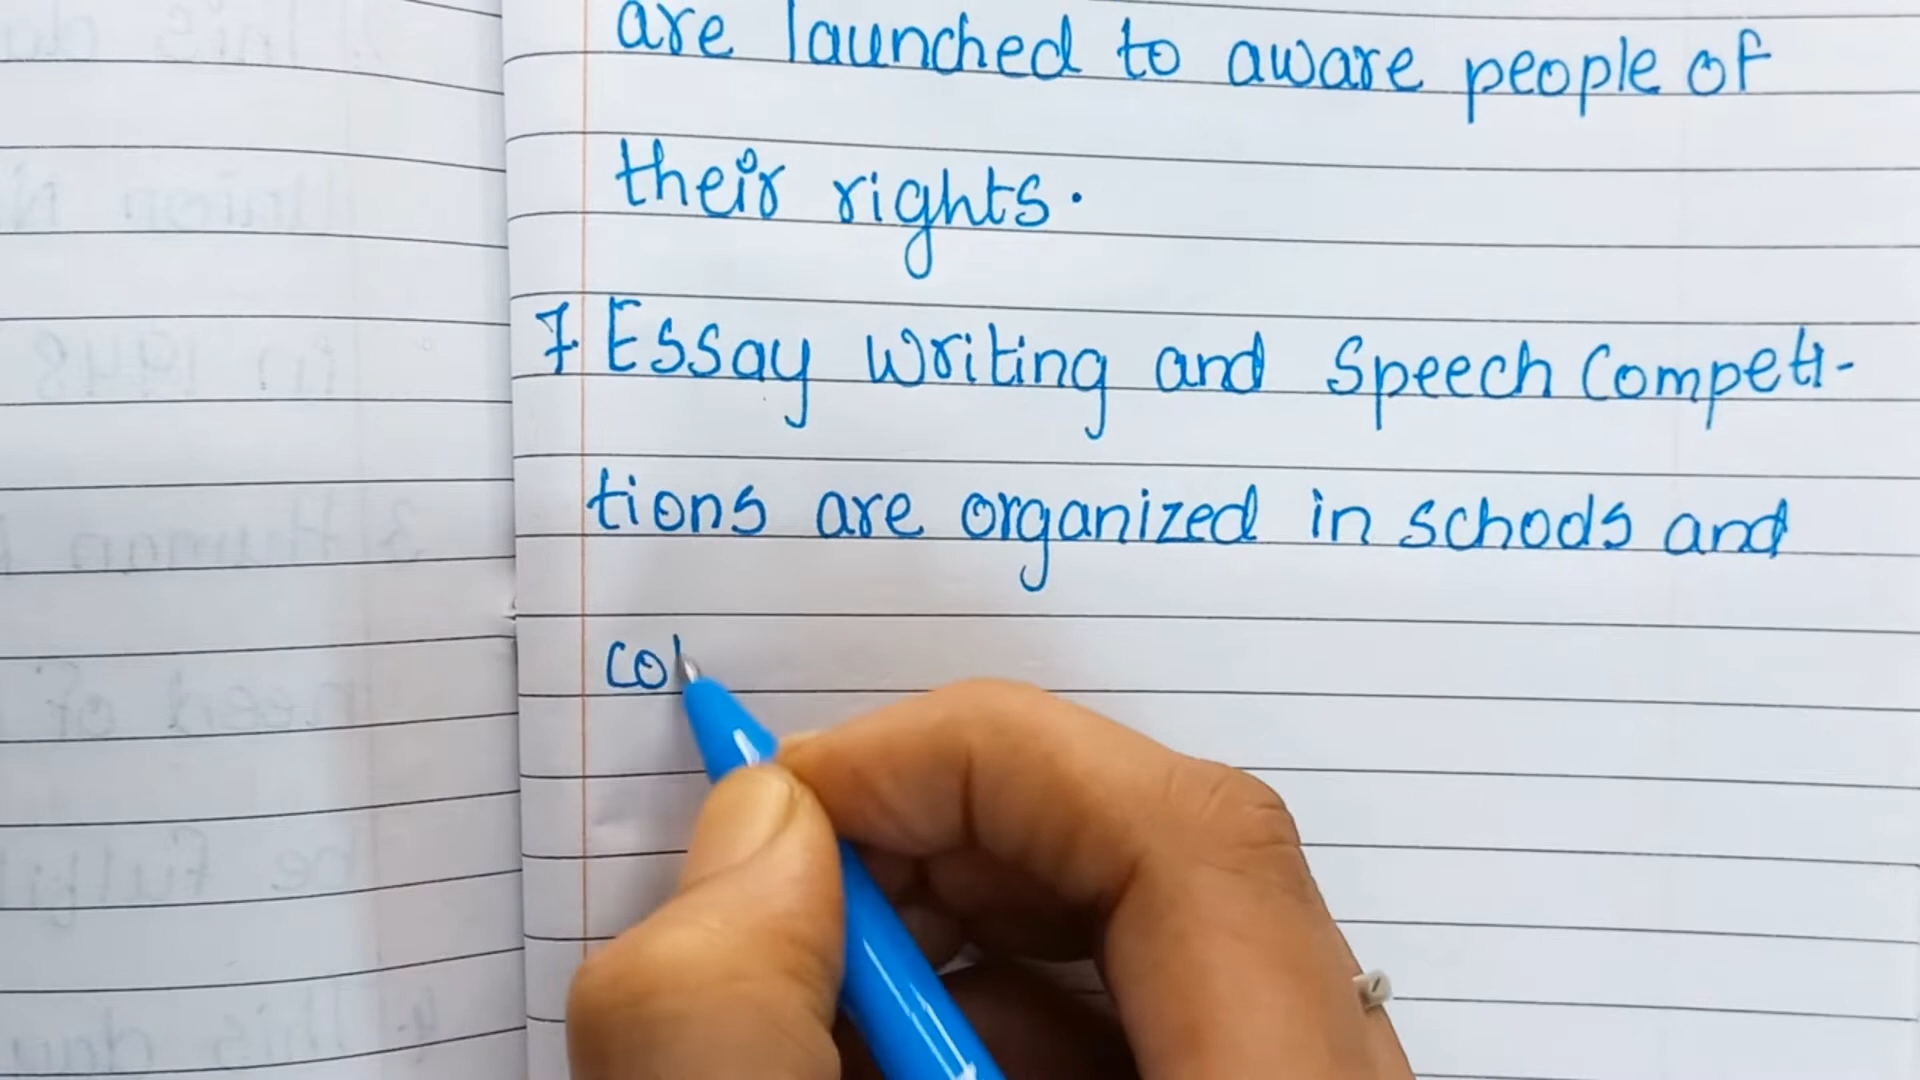 are launched to aware people of
their rights.
7. Essay writing and speech competi-
tions are organized in schools and
col